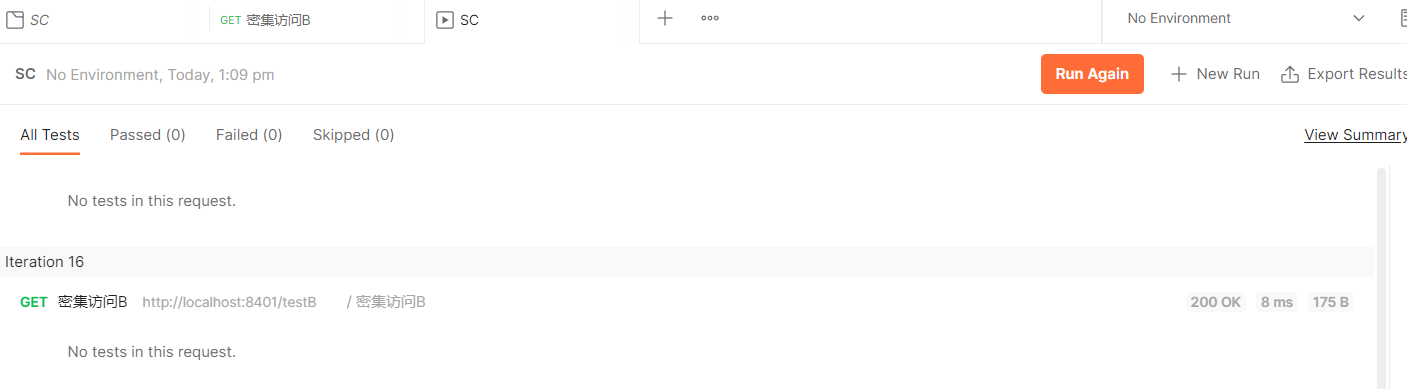 SC GET 密集访问B SC No Environment
SC No Environment, Today, 1:09 pm Run Again New Run Export Results
All Tests Passed (0) Failed (0) Skipped (0) View Summary
No tests in this request.
Iteration 16
GET 密集访问B http://localhost:8401/testB / 密集访问B 200 OK 8 ms 175 B
No tests in this request.